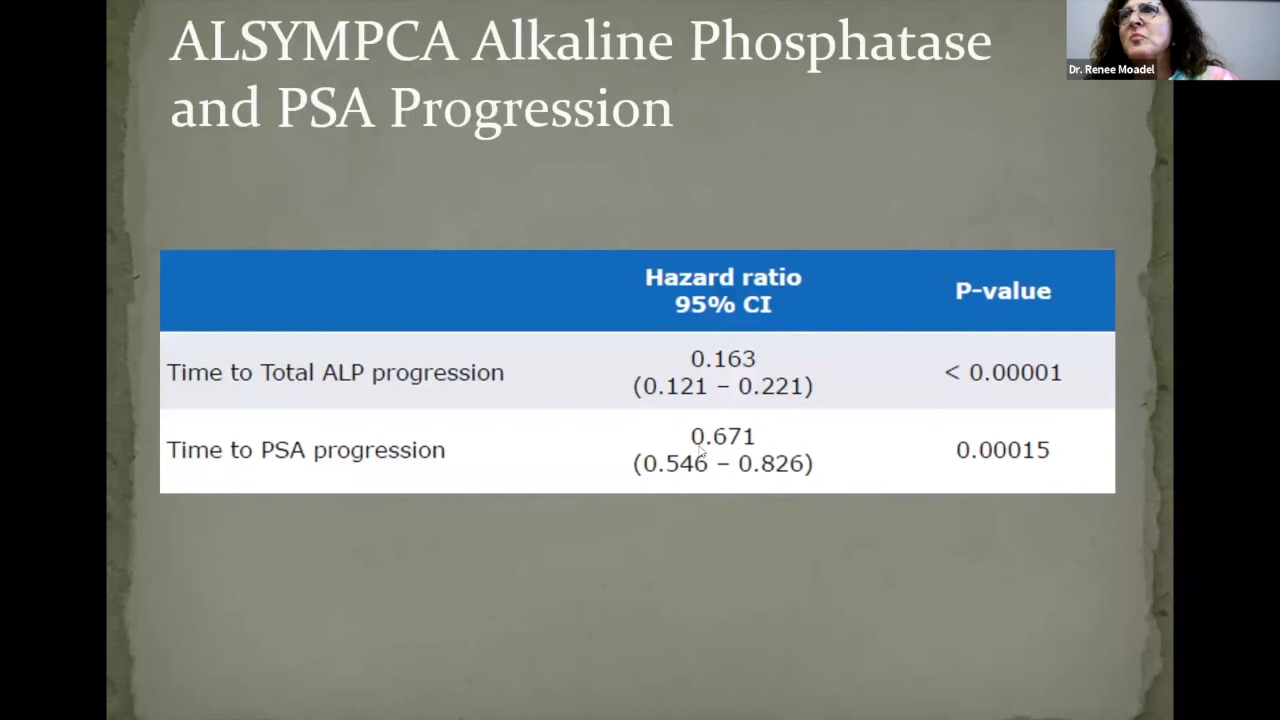 ALSYMPCA Alkaline Phosphatase
and PSA Progression
Dr. Renee Moadel
Hazard ratio
95% CI
P-value
Time to Total ALP progression
0.163
(0.121 – 0.221)
< 0.00001
Time to PSA progression
0.671
(0.546 – 0.826)
0.00015